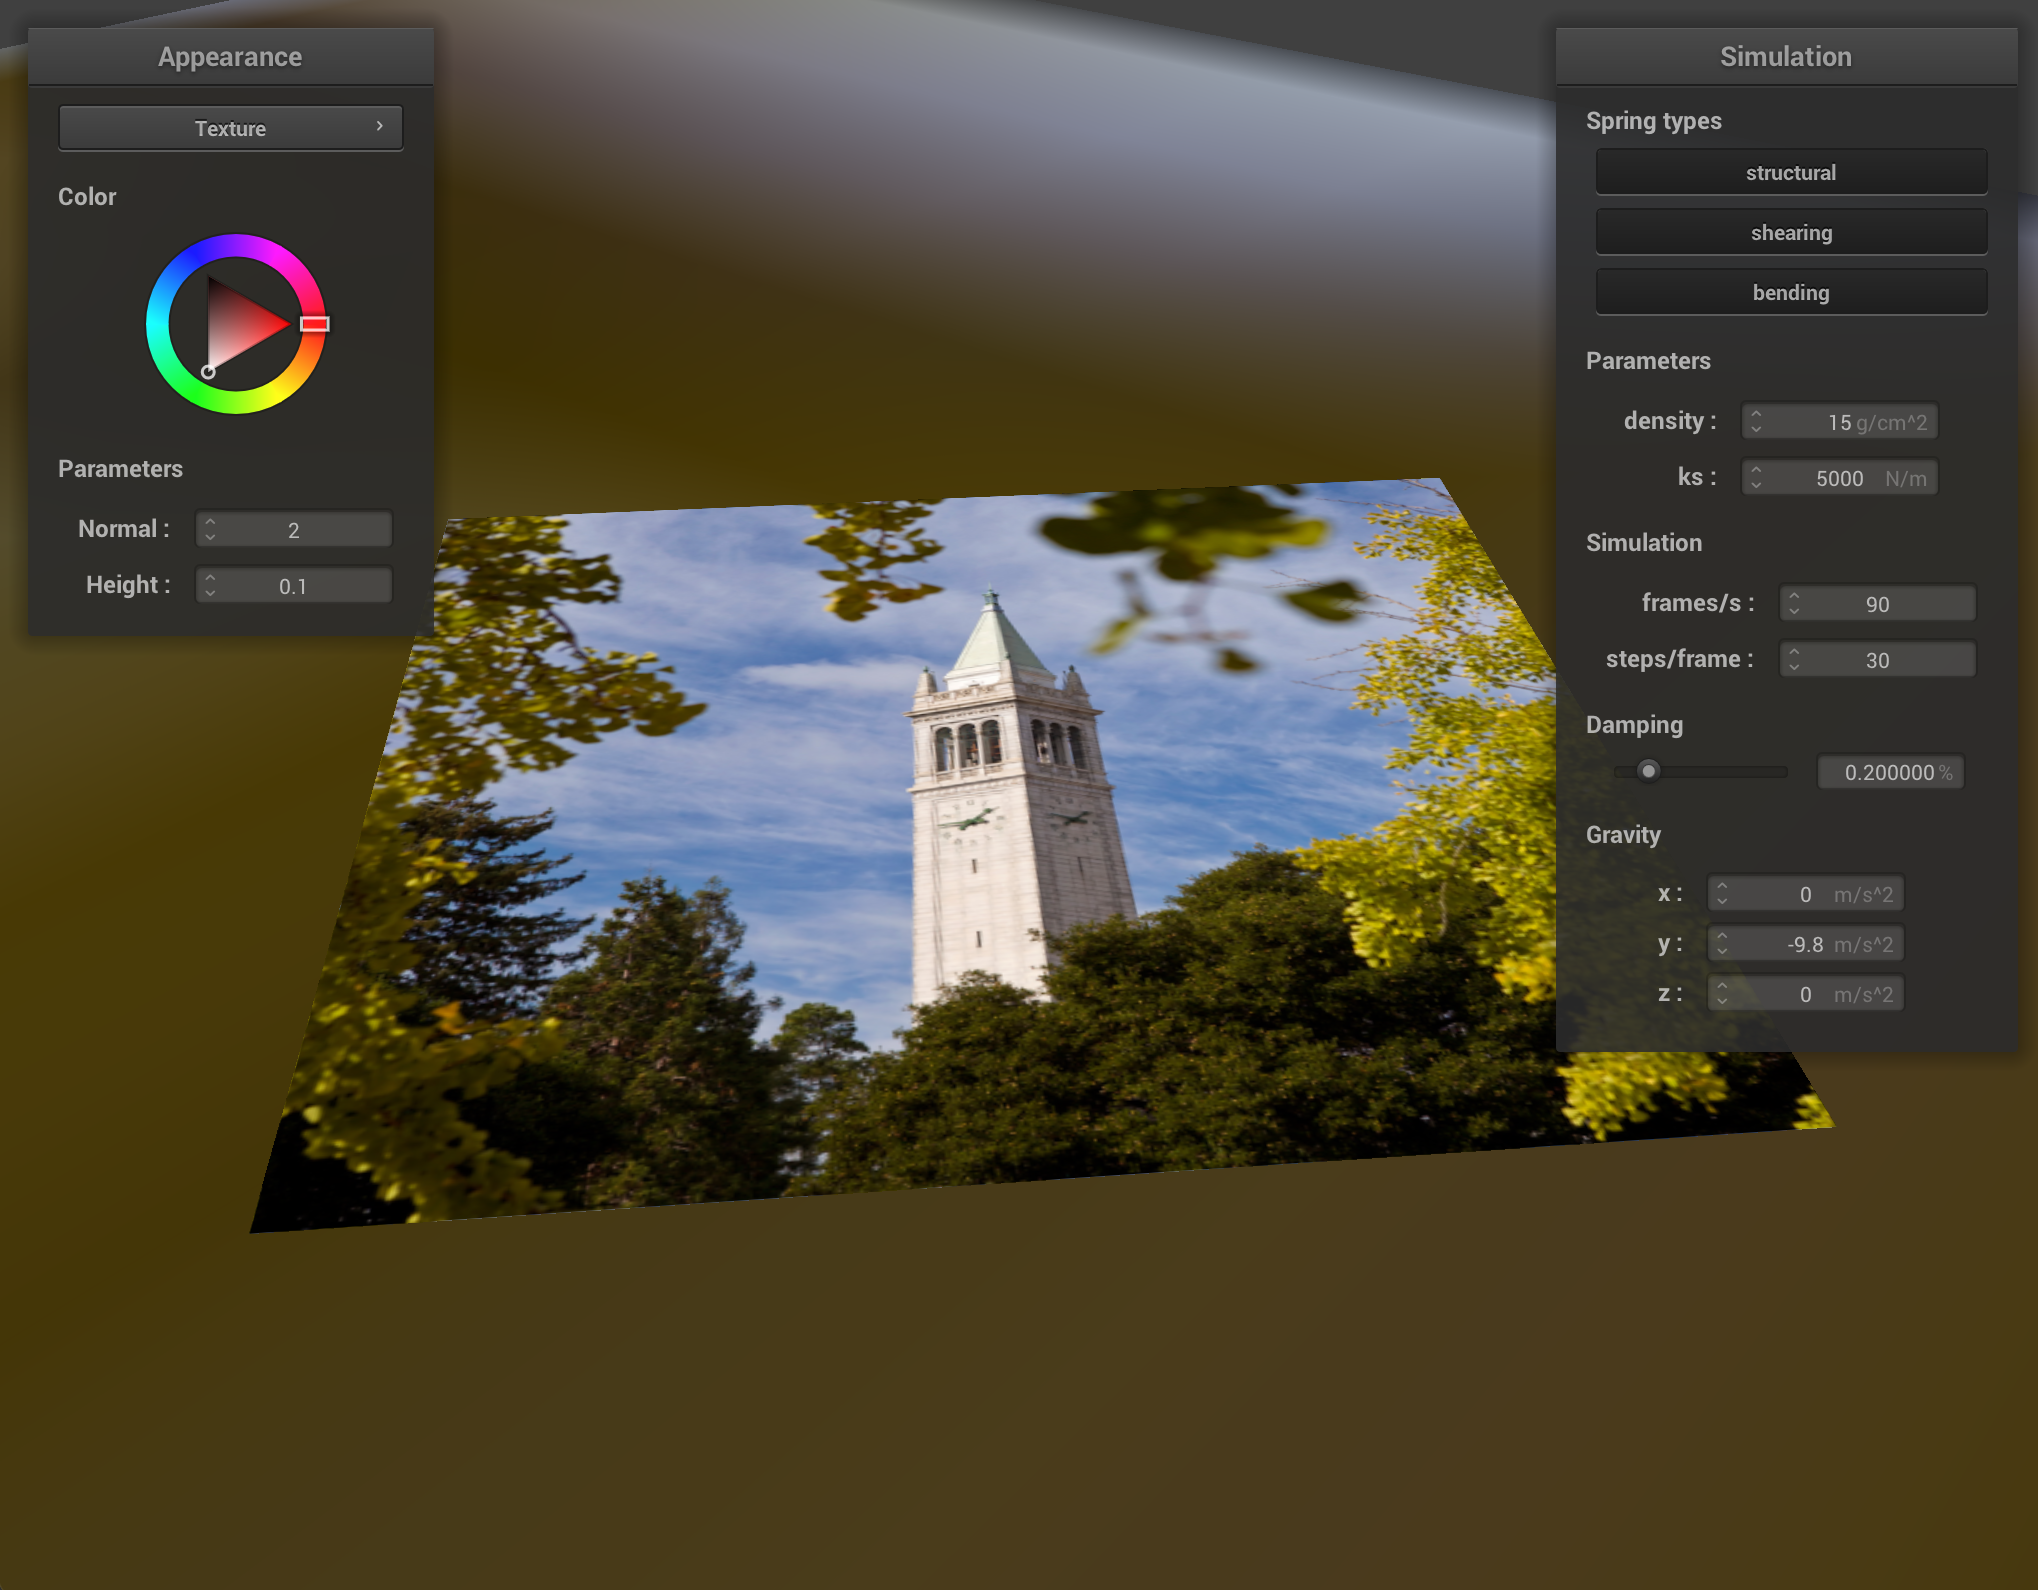 Appearance
Texture
Color
Parameters
Normal : 2
Height : 0.1
Simulation
Spring types
structural
shearing
bending
Parameters
density : 15 g/cm^2
ks : 5000 N/m
Simulation
frames/s : 90
steps/frame : 30
Damping
0.200000 %
Gravity
x : 0 m/s^2
y : -9.8 m/s^2
z : 0 m/s^2